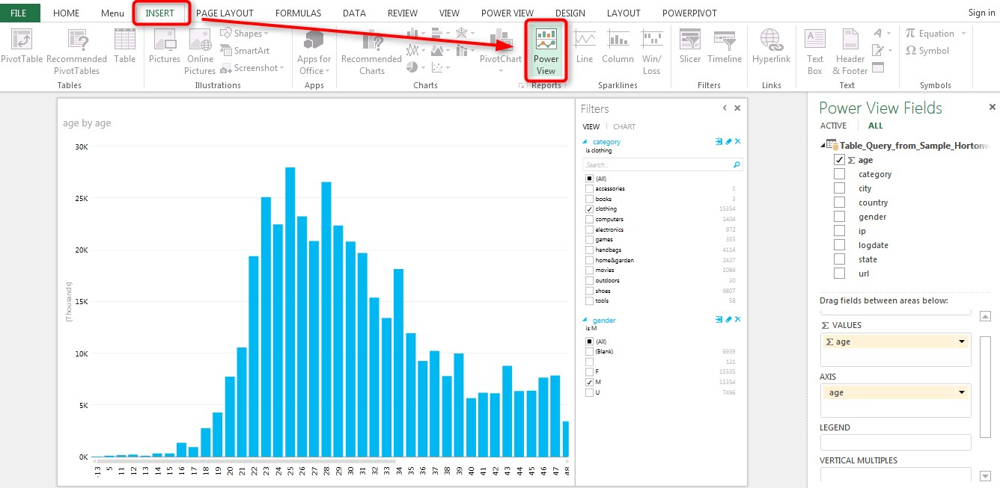 FILE HOME Menu INSERT PAGE LAYOUT FORMULAS DATA REVIEW VIEW POWER VIEW DESIGN LAYOUT POWERPIVOT Sign in
PivotTable Recommended PivotTables Table
Tables
Pictures Online Pictures Shapes
SmartArt
Screenshot
Illustrations
Apps for Office
Apps
Recommended Charts
PivotChart
Charts
Power View
Reports
Line Column Win/Loss
Sparklines
Slicer Timeline
Filters
Hyperlink
Links
Text Box Header & Footer
Text
Equation
Symbol
Symbols
age by age
(Thousands)
30K
25K
20K
15K
10K
5K
0K
-13 5 11 12 13 14 15 16 17 18 19 20 21 22 23 24 25 26 27 28 29 30 31 32 33 34 35 36 37 38 39 40 41 42 43 44 45 46 47 48
Filters
VIEW CHART
category
is clothing
Search...
(All)
accessories 1
books 3
clothing 15354
computers 1404
electronics 972
games 355
handbags 4114
home&garden 2437
movies 1084
outdoors 30
shoes 9807
tools 58
gender
is M
(All)
(Blank) 6939
131
F 15535
M 15354
U 7496
Power View Fields
ACTIVE ALL
Table_Query_from_Sample_Horton
Σ age
category
city
country
gender
ip
logdate
state
url
Drag fields between areas below:
Σ VALUES
Σ age
AXIS
age
LEGEND
VERTICAL MULTIPLES